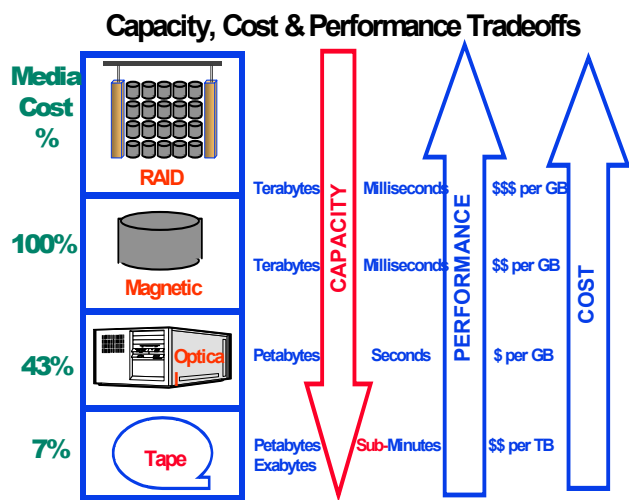 Capacity, Cost & Performance Tradeoffs
Media
Cost
%
RAID
Terabytes
Milliseconds
$$$ per GB
100%
Magnetic
Terabytes
Milliseconds
$$ per GB
43%
Optica
Petabytes
Seconds
$ per GB
7%
Tape
Petabytes
Exabytes
Sub-Minutes
$$ per TB
CAPACITY
PERFORMANCE
COST